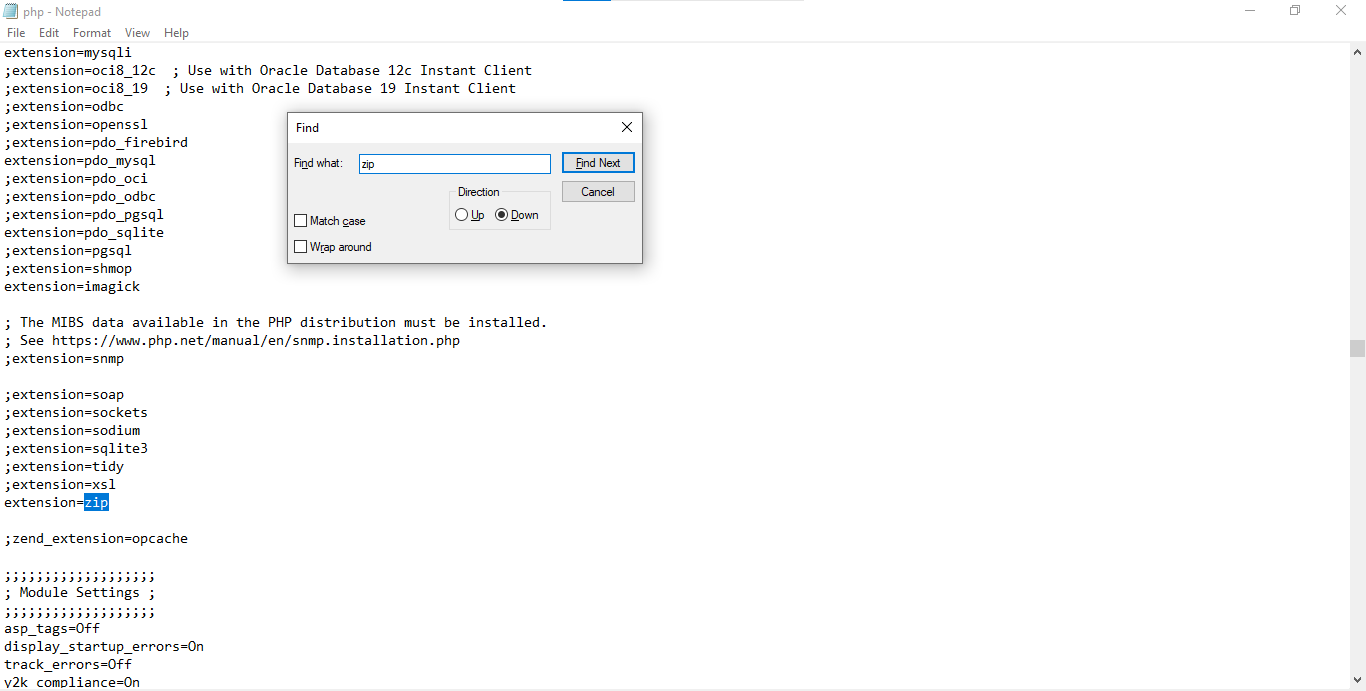 php - Notepad
File Edit Format View Help
extension=mysqli
;extension=oci8_12c  ; Use with Oracle Database 12c Instant Client
;extension=oci8_19  ; Use with Oracle Database 19 Instant Client
;extension=odbc
;extension=openssl
;extension=pdo_firebird
extension=pdo_mysql
;extension=pdo_oci
;extension=pdo_odbc
;extension=pdo_pgsql
extension=pdo_sqlite
;extension=pgsql
;extension=shmop
extension=imagick
; The MIBS data available in the PHP distribution must be installed.
; See https://www.php.net/manual/en/snmp.installation.php
;extension=snmp
;extension=soap
;extension=sockets
;extension=sodium
;extension=sqlite3
;extension=tidy
;extension=xsl
extension=zip
;zend_extension=opcache
;;;;;;;;;;;;;;;;;;;
; Module Settings ;
;;;;;;;;;;;;;;;;;;;
asp_tags=Off
display_startup_errors=On
track_errors=Off
y2k_compliance=On
Find
Find what: zip Find Next
Direction Cancel
Up Down
Match case
Wrap around